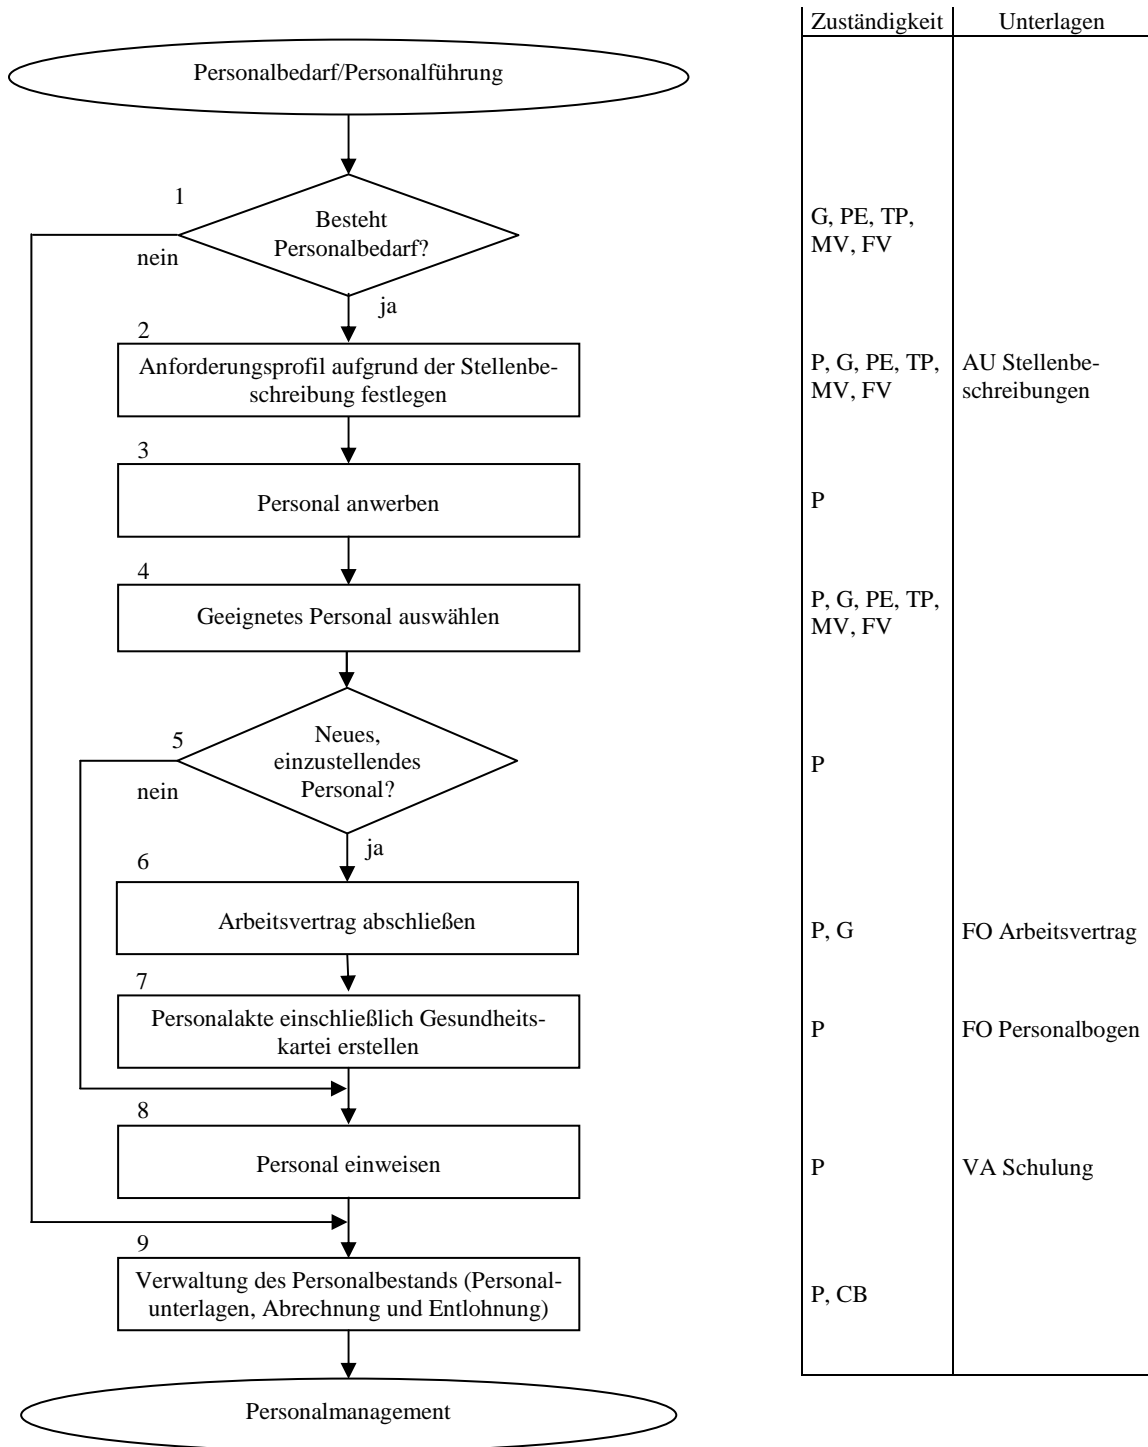 Zuständigkeit Unterlagen
Personalbedarf/Personalführung
1
Besteht
Personalbedarf?
nein
ja
G, PE, TP,
MV, FV
2
Anforderungsprofil aufgrund der Stellenbe-
schreibung festlegen
P, G, PE, TP,
MV, FV
AU Stellenbe-
schreibungen
3
Personal anwerben
P
4
Geeignetes Personal auswählen
P, G, PE, TP,
MV, FV
5
Neues,
einzustellendes
Personal?
nein
ja
P
6
Arbeitsvertrag abschließen
P, G
FO Arbeitsvertrag
7
Personalakte einschließlich Gesundheits-
kartei erstellen
P
FO Personalbogen
8
Personal einweisen
P
VA Schulung
9
Verwaltung des Personalbestands (Personal-
unterlagen, Abrechnung und Entlohnung)
P, CB
Personalmanagement